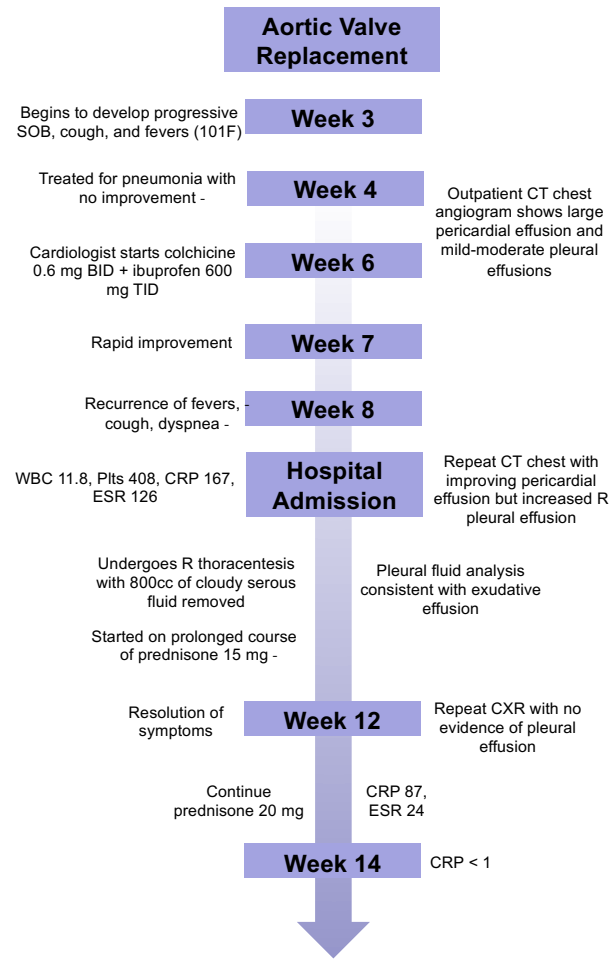 Aortic Valve
Replacement
Begins to develop progressive
SOB, cough, and fevers (101F)
Week 3
Treated for pneumonia with
no improvement -
Week 4
Outpatient CT chest
angiogram shows large
pericardial effusion and
mild-moderate pleural
effusions
Cardiologist starts colchicine
0.6 mg BID + ibuprofen 600
mg TID
Week 6
Rapid improvement
Week 7
Recurrence of fevers, -
cough, dyspnea -
Week 8
WBC 11.8, Plts 408, CRP 167,
ESR 126
Hospital
Admission
Repeat CT chest with
improving pericardial
effusion but increased R
pleural effusion
Undergoes R thoracentesis
with 800cc of cloudy serous
fluid removed
Pleural fluid analysis
consistent with exudative
effusion
Started on prolonged course
of prednisone 15 mg -
Resolution of
symptoms
Week 12
Repeat CXR with no
evidence of pleural
effusion
Continue
prednisone 20 mg
CRP 87,
ESR 24
Week 14
CRP < 1